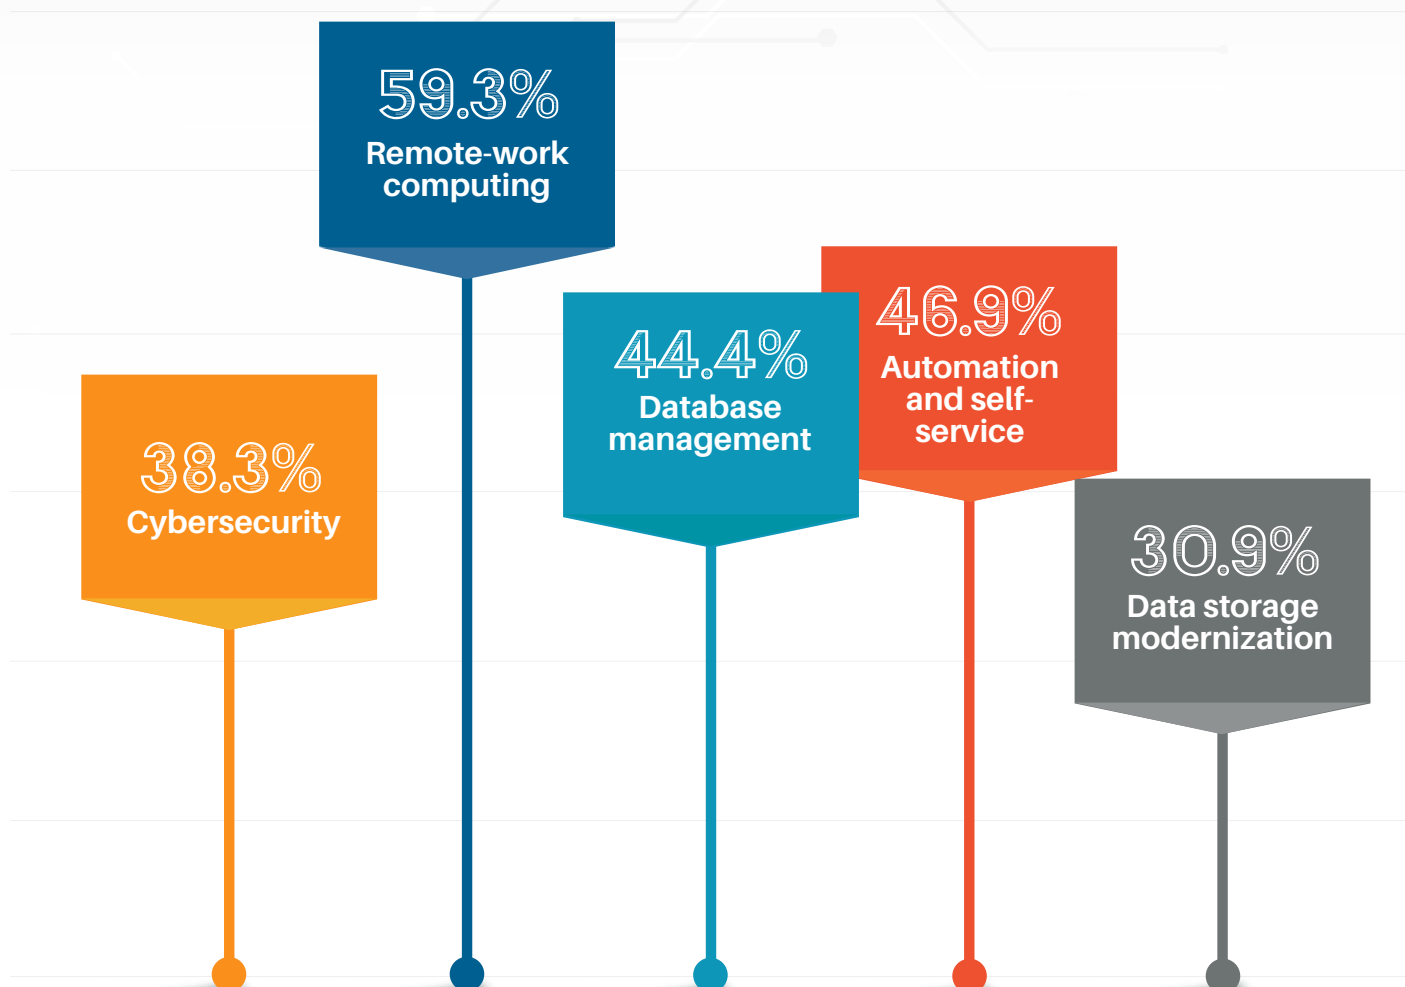 59.3%
Remote-work
computing
46.9%
Automation
and self-
service
44.4%
Database
management
38.3%
Cybersecurity
30.9%
Data storage
modernization